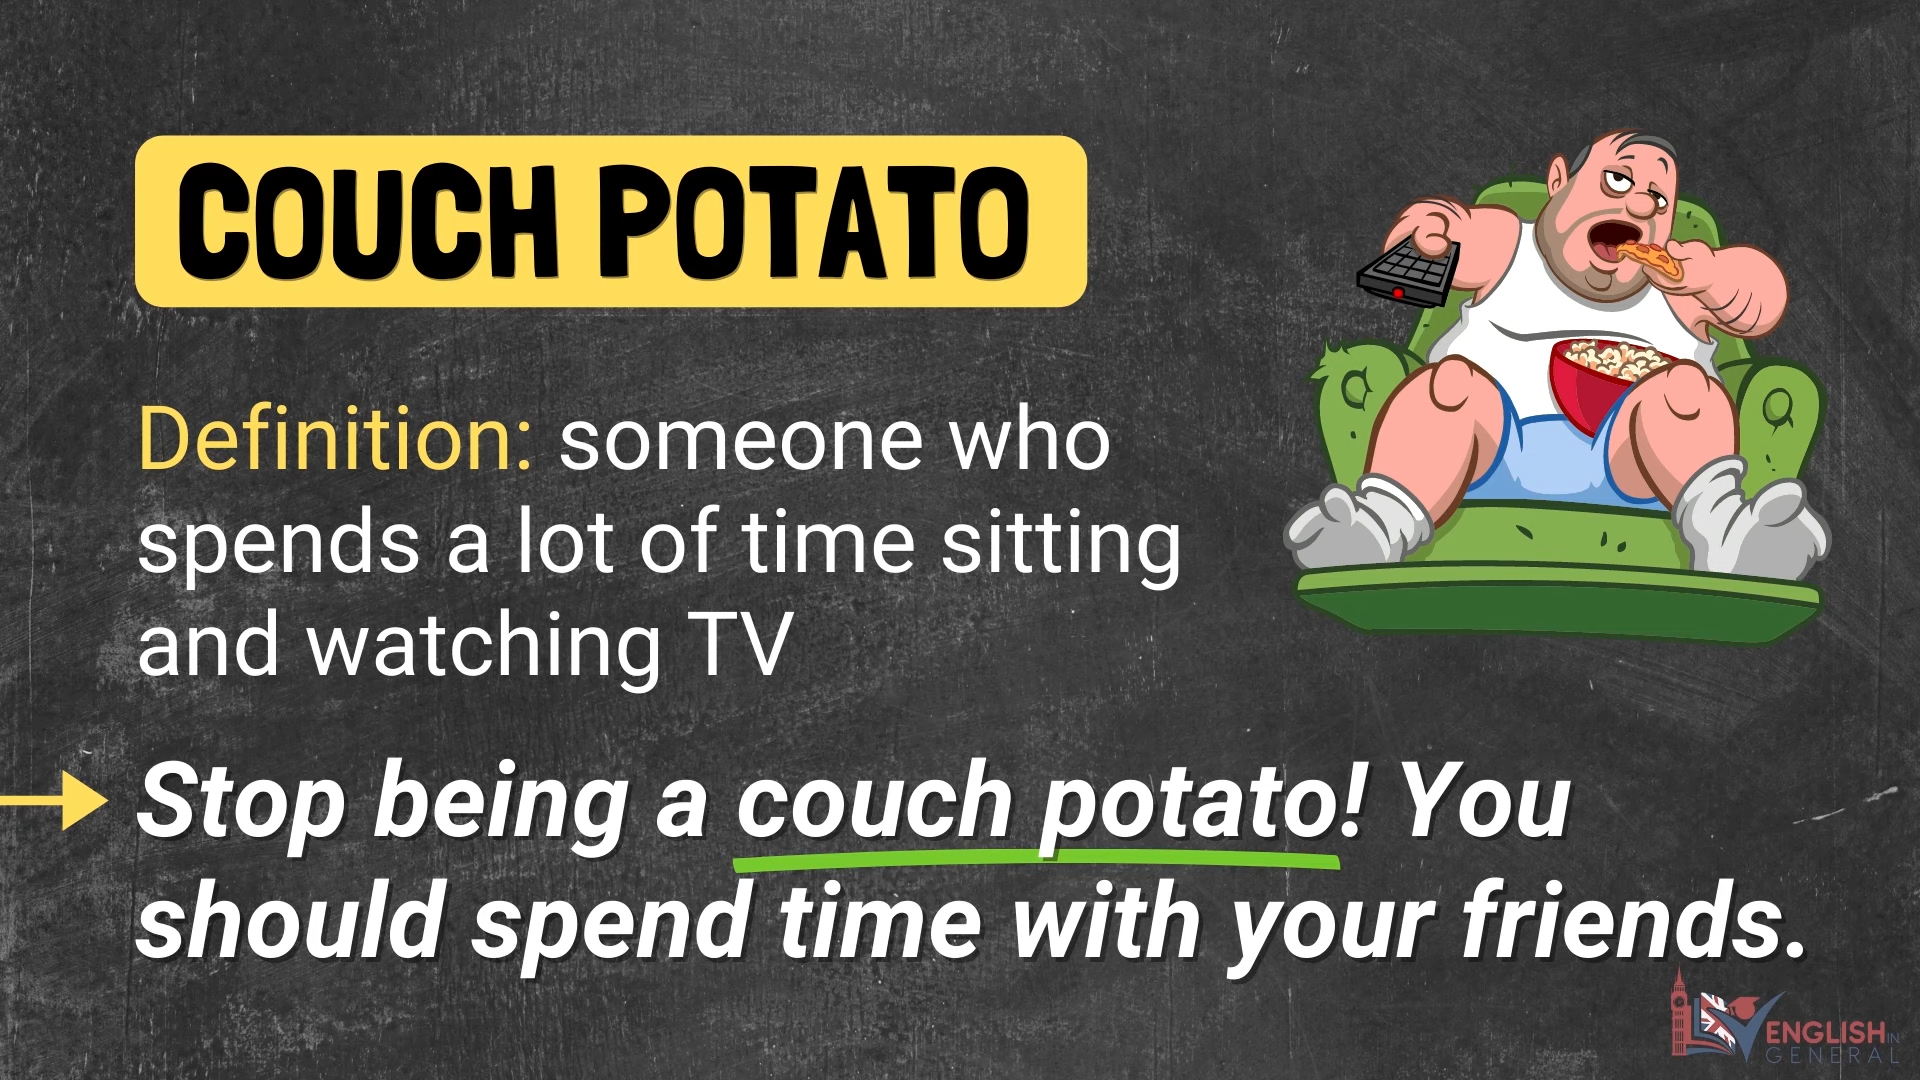 COUCH POTATO
Definition: someone who
spends a lot of time sitting
and watching TV
Stop being a couch potato! You
should spend time with your friends.
ENGLISH IN
GENERAL